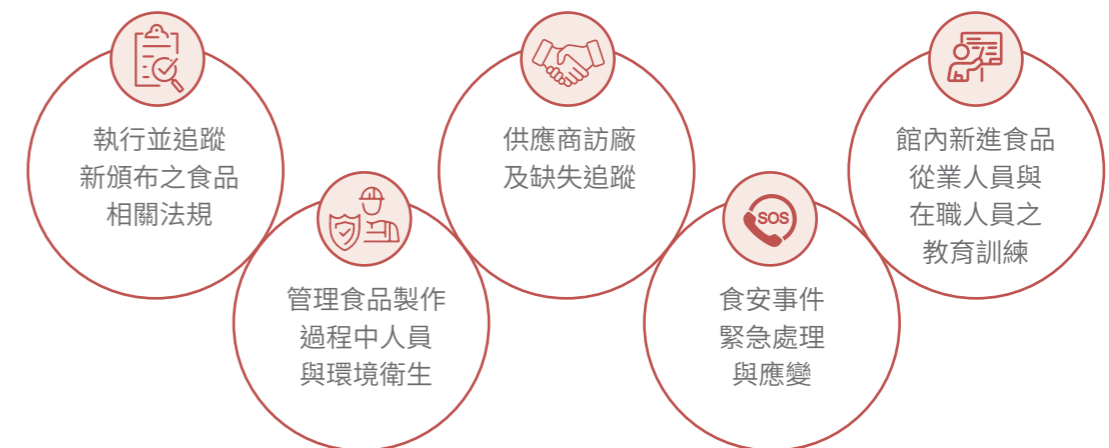 執行並追蹤
新頒布之食品
相關法規
管理食品製作
過程中人員
與環境衛生
供應商訪廠
及缺失追蹤
SOS
食安事件
緊急處理
與應變
館內新進食品
從業人員與
在職人員之
教育訓練